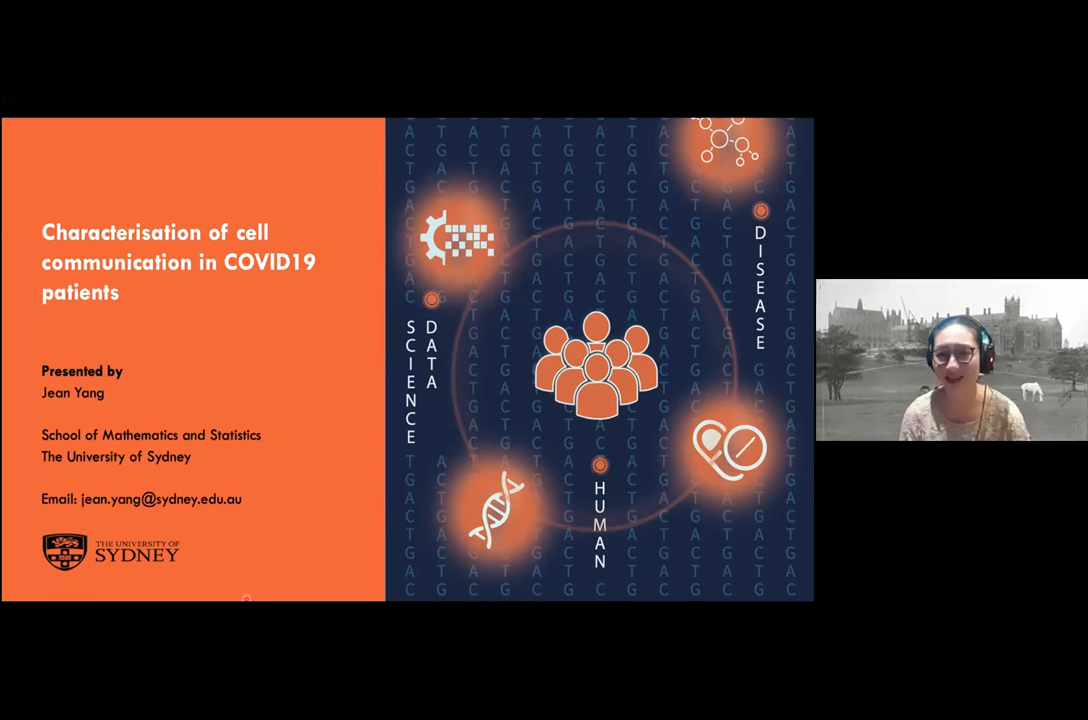 Characterisation of cell
communication in COVID19
patients
Presented by
Jean Yang
School of Mathematics and Statistics
The University of Sydney
Email: jean.yang@sydney.edu.au
THE UNIVERSITY OF
SYDNEY
DATA
SCIENCE
HUMAN
DISEASE